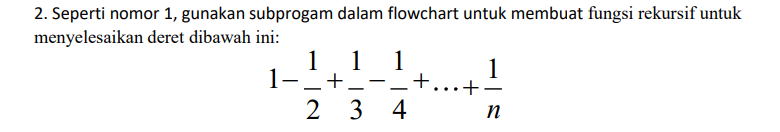 2. Seperti nomor 1, gunakan subprogam dalam flowchart untuk membuat fungsi rekursif untuk
menyelesaikan deret dibawah ini:
1 - 1/2 + 1/3 - 1/4 + ... + 1/n